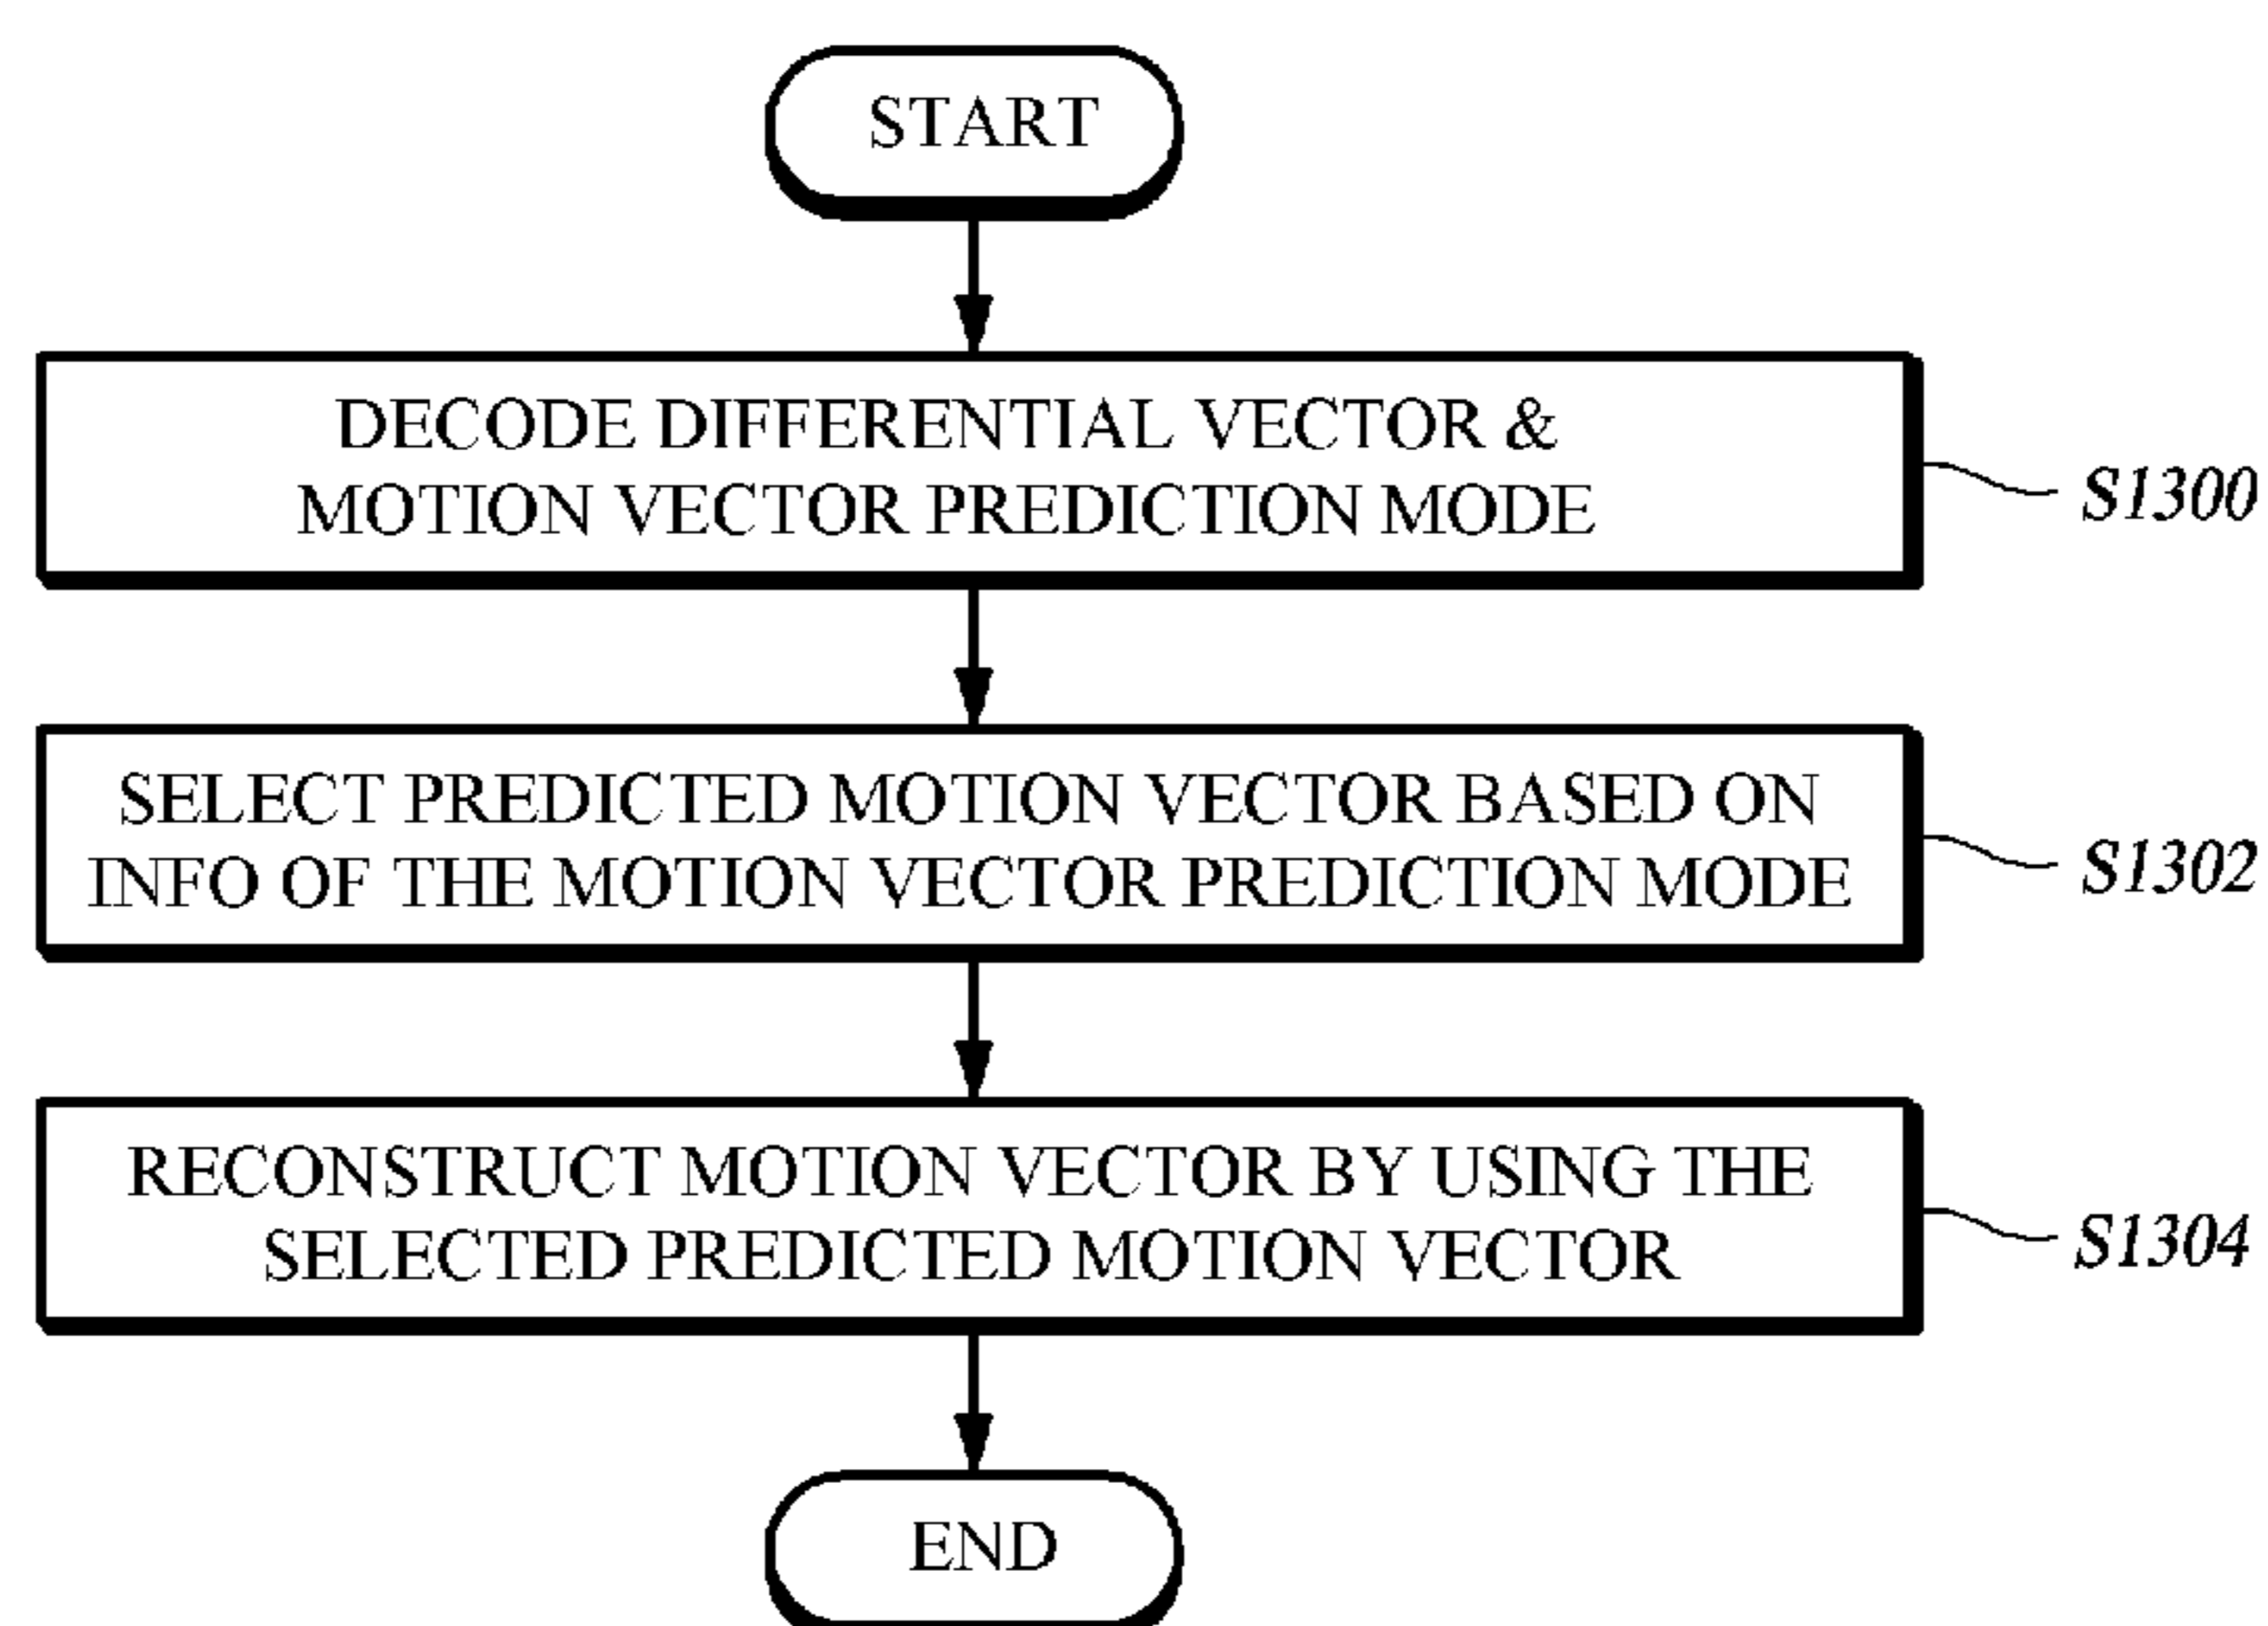 START
DECODE DIFFERENTIAL VECTOR &
MOTION VECTOR PREDICTION MODE
S1300
SELECT PREDICTED MOTION VECTOR BASED ON
INFO OF THE MOTION VECTOR PREDICTION MODE
S1302
RECONSTRUCT MOTION VECTOR BY USING THE
SELECTED PREDICTED MOTION VECTOR
S1304
END